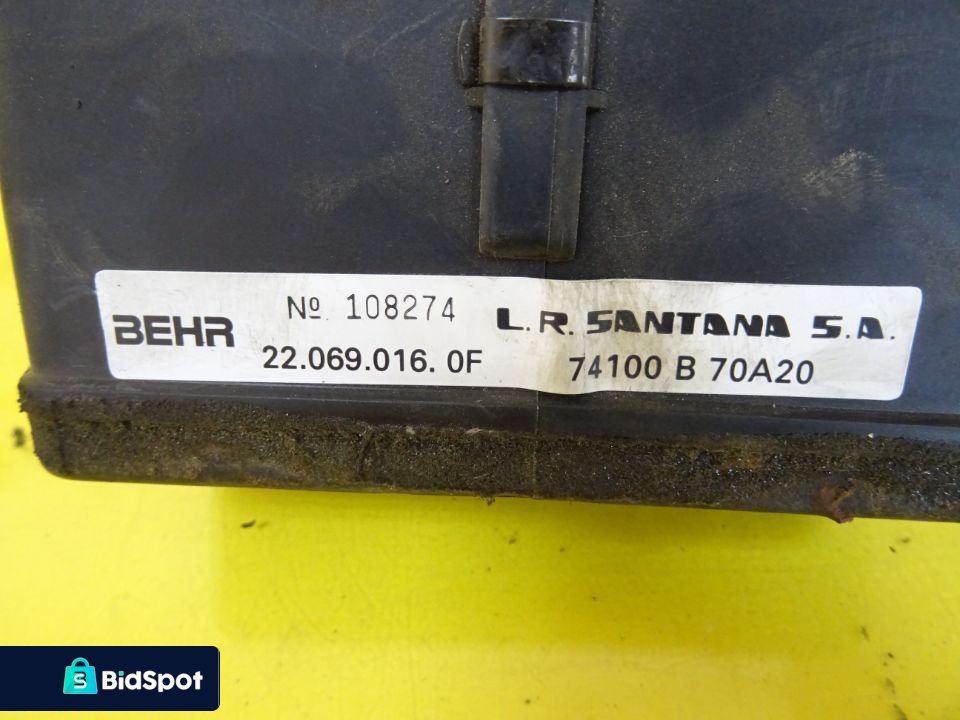 BEHR
Nº. 108274
22.069.016. 0F
L.R. SANTANA S.A.
74100 B 70A20
BidSpot